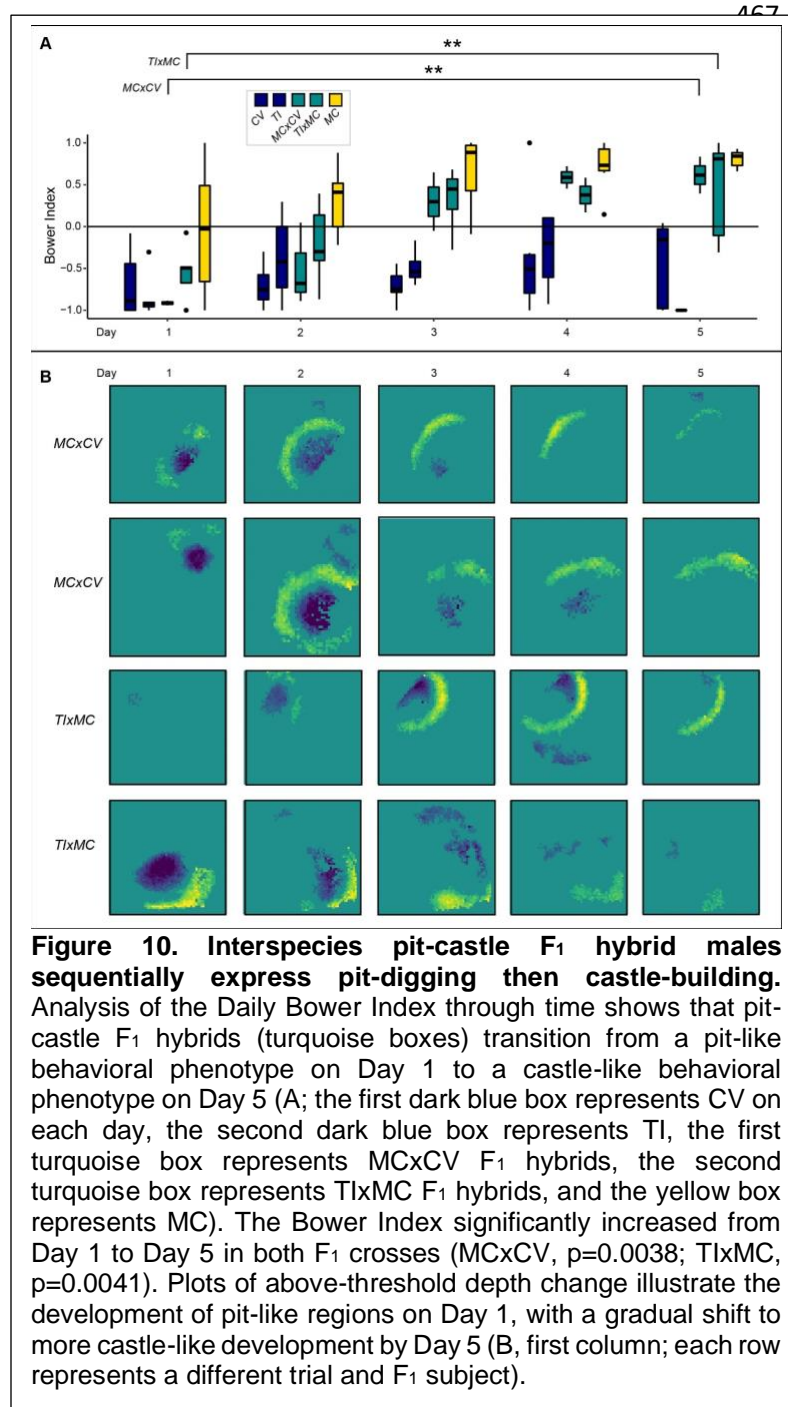 467
A
TIxMC
**
MCxCV
**
CV TI MCxCV TIxMC MC
Bower Index
1.0
0.5
0.0
−0.5
−1.0
Day 1 2 3 4 5
B Day 1 2 3 4 5
MCxCV
MCxCV
TIxMC
TIxMC
Figure 10. Interspecies pit-castle F1 hybrid males
sequentially express pit-digging then castle-building.
Analysis of the Daily Bower Index through time shows that pit-
castle F1 hybrids (turquoise boxes) transition from a pit-like
behavioral phenotype on Day 1 to a castle-like behavioral
phenotype on Day 5 (A; the first dark blue box represents CV on
each day, the second dark blue box represents TI, the first
turquoise box represents MCxCV F1 hybrids, the second
turquoise box represents TIxMC F1 hybrids, and the yellow box
represents MC). The Bower Index significantly increased from
Day 1 to Day 5 in both F1 crosses (MCxCV, p=0.0038; TIxMC,
p=0.0041). Plots of above-threshold depth change illustrate the
development of pit-like regions on Day 1, with a gradual shift to
more castle-like development by Day 5 (B, first column; each row
represents a different trial and F1 subject).